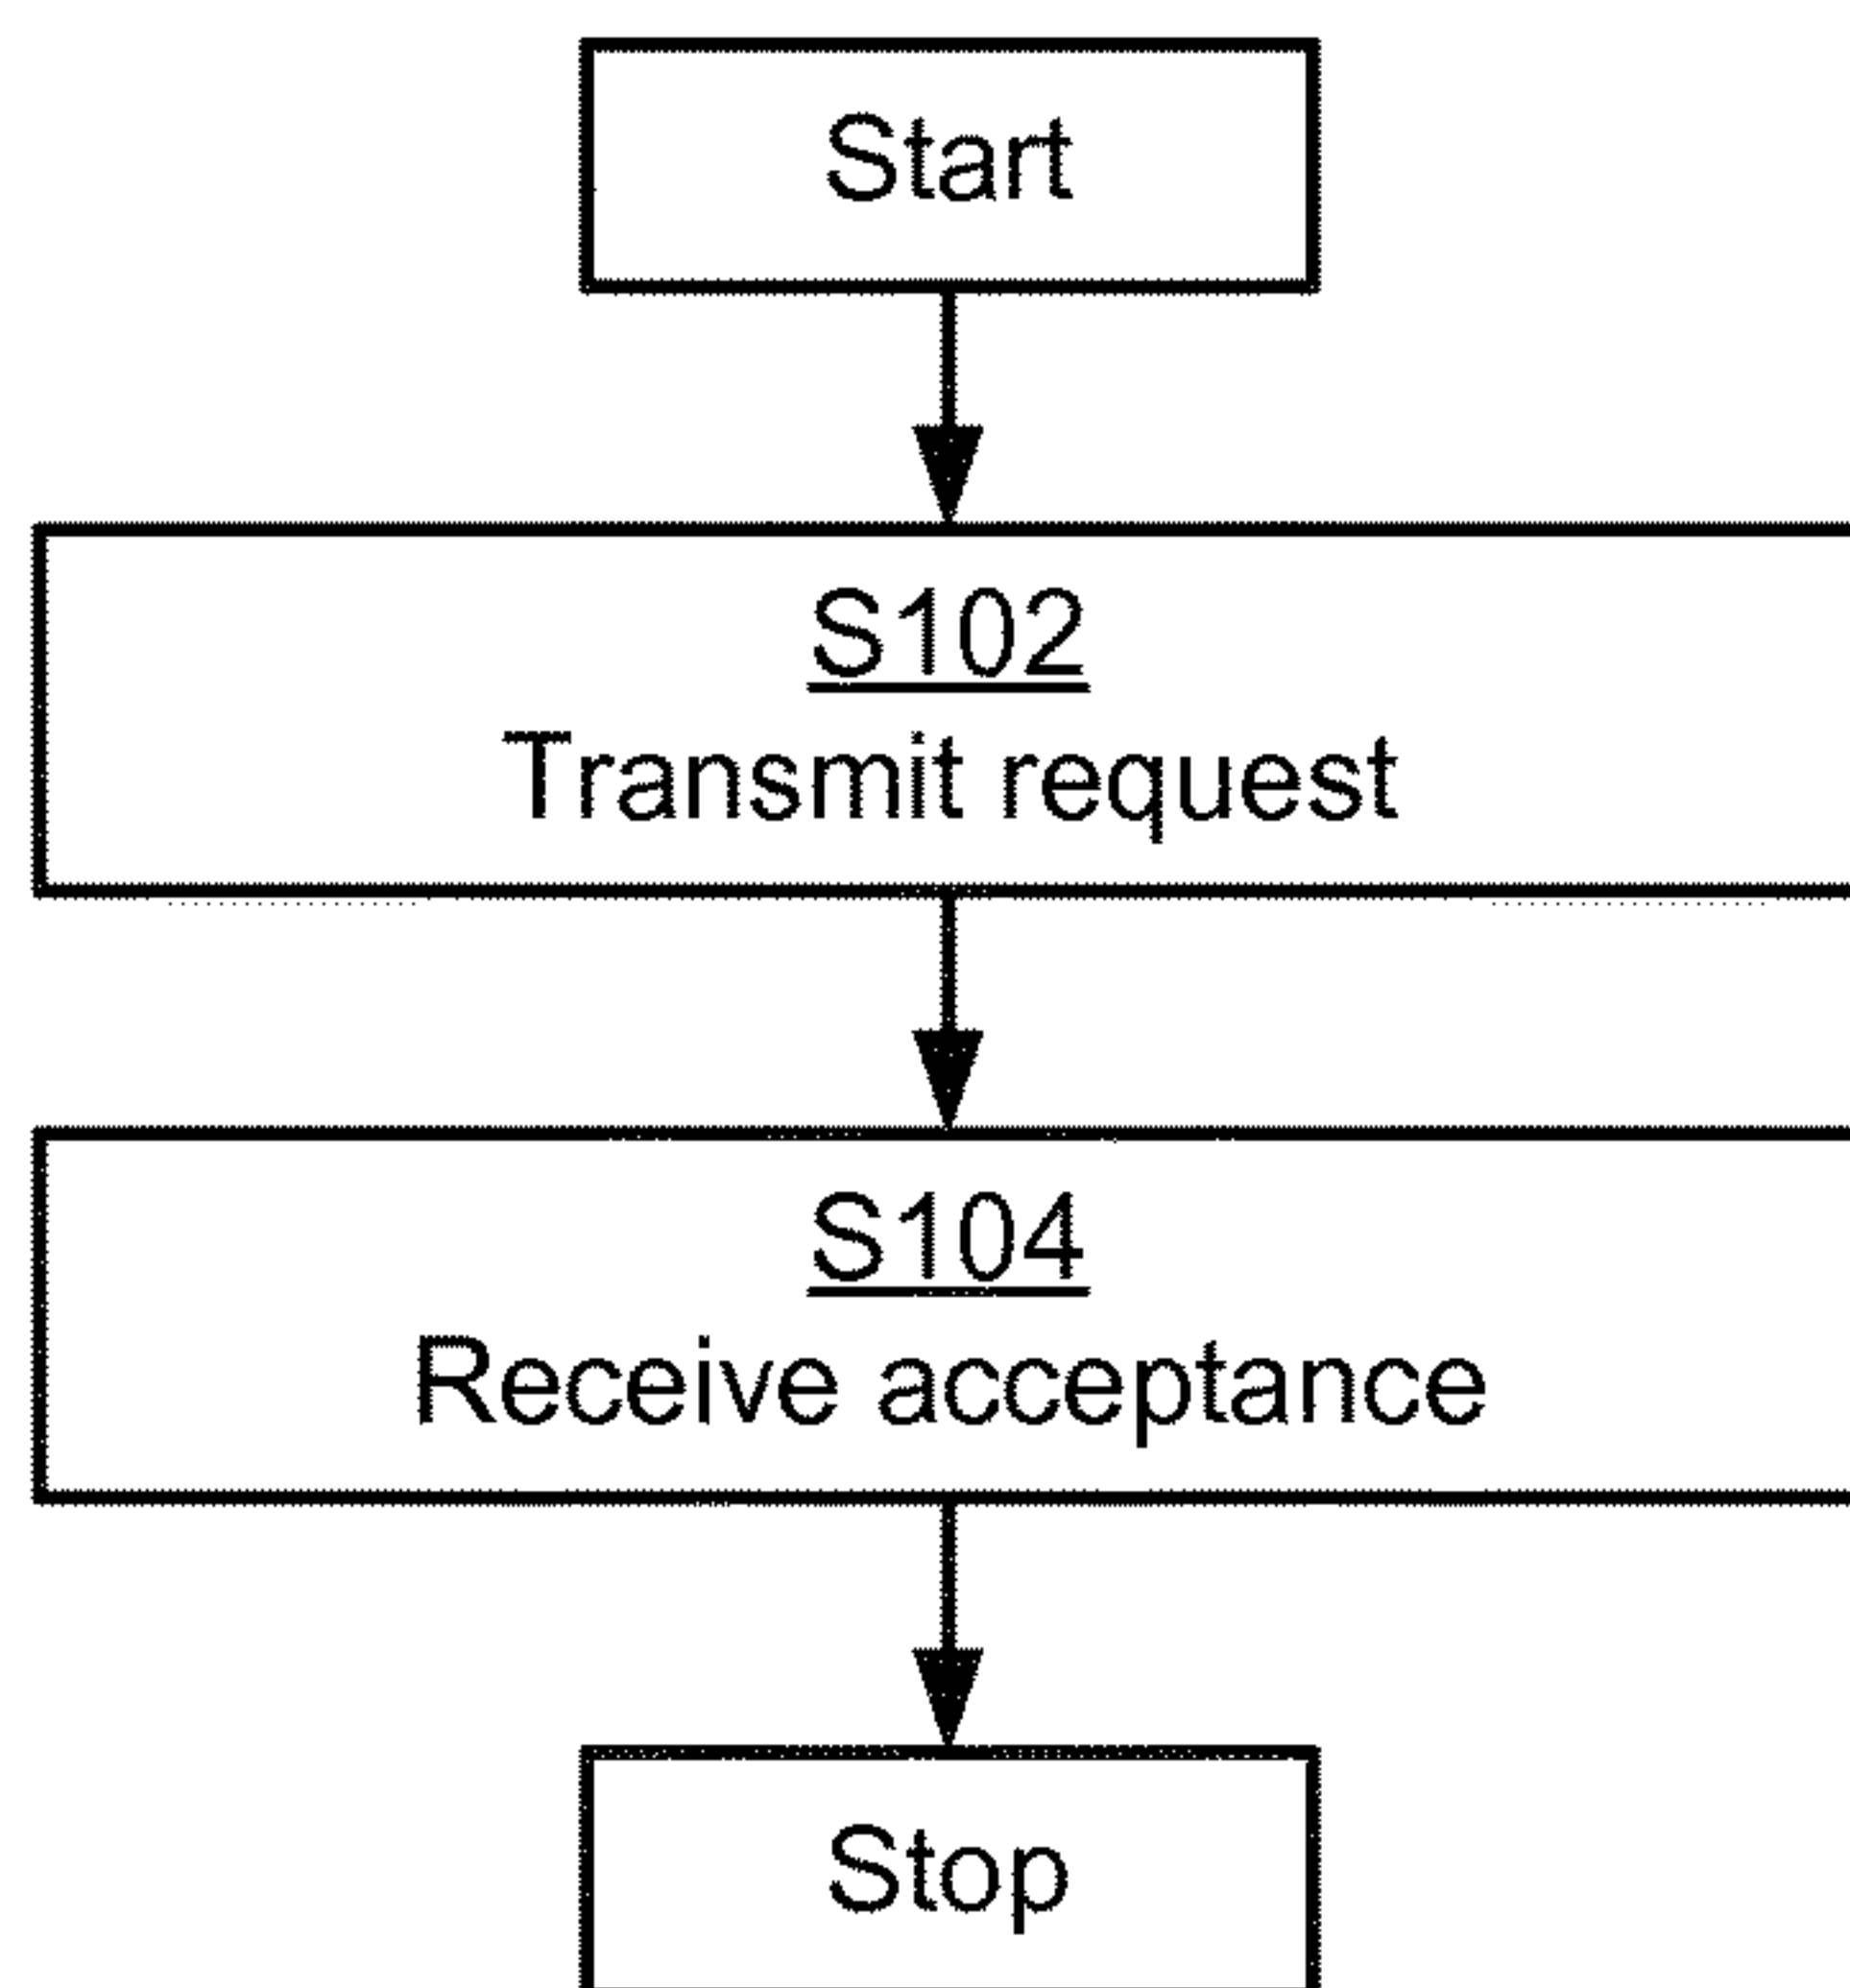 Start
S102
Transmit request
S104
Receive acceptance
Stop